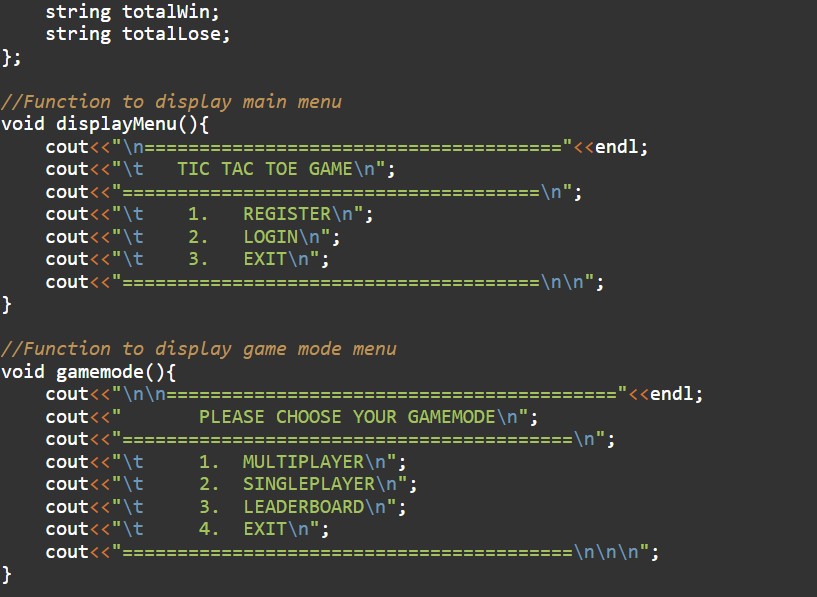 string totalWin;
    string totalLose;
};

//Function to display main menu
void displayMenu(){
    cout<<"\n======================================"<<endl;
    cout<<"\t   TIC TAC TOE GAME\n";
    cout<<"======================================\n";
    cout<<"\t    1.   REGISTER\n";
    cout<<"\t    2.   LOGIN\n";
    cout<<"\t    3.   EXIT\n";
    cout<<"======================================\n\n";
}

//Function to display game mode menu
void gamemode(){
    cout<<"\n\n========================================="<<endl;
    cout<<"       PLEASE CHOOSE YOUR GAMEMODE\n";
    cout<<"=========================================\n";
    cout<<"\t     1.  MULTIPLAYER\n";
    cout<<"\t     2.  SINGLEPLAYER\n";
    cout<<"\t     3.  LEADERBOARD\n";
    cout<<"\t     4.  EXIT\n";
    cout<<"=========================================\n\n\n";
}